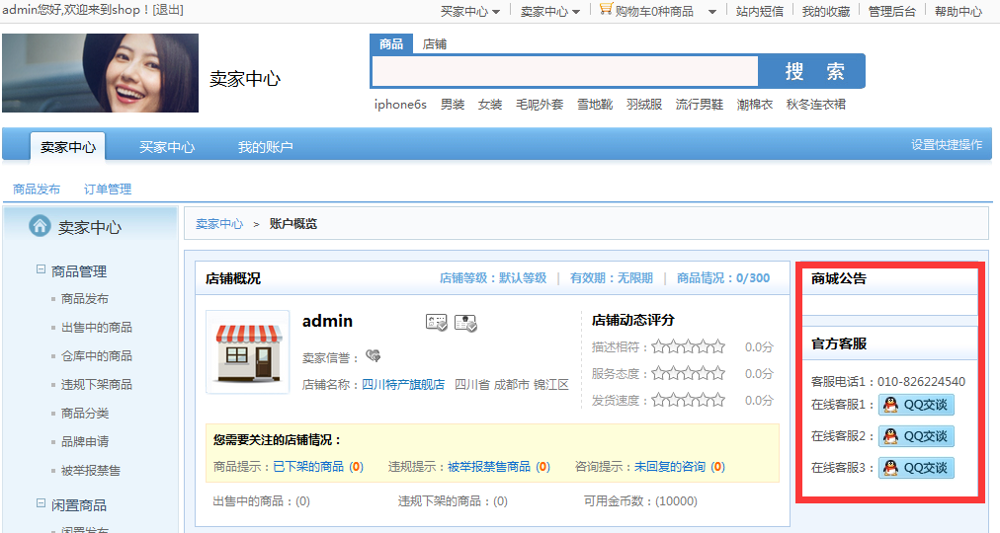 admin您好,欢迎来到shop！[退出]
买家中心 卖家中心 购物车0种商品 站内短信 我的收藏 管理后台 帮助中心
卖家中心
商品 店铺
搜 索
iphone6s 男装 女装 毛呢外套 雪地靴 羽绒服 流行男鞋 潮棉衣 秋冬连衣裙
卖家中心 买家中心 我的账户 设置快捷操作
商品发布 订单管理
卖家中心
商品管理
商品发布
出售中的商品
仓库中的商品
违规下架商品
商品分类
品牌申请
被举报禁售
闲置商品
闲置发布
卖家中心 > 账户概览
店铺概况 店铺等级：默认等级 | 有效期：无限期 | 商品情况：0/300
admin
卖家信誉：
店铺名称：四川特产旗舰店 四川省 成都市 锦江区
店铺动态评分
描述相符： 0.0分
服务态度： 0.0分
发货速度： 0.0分
您需要关注的店铺情况：
商品提示：已下架的商品 (0) 违规提示：被举报禁售商品 (0) 咨询提示：未回复的咨询 (0)
出售中的商品：(0) 违规下架的商品：(0) 可用金币数：(10000)
商城公告
官方客服
客服电话1：010-826224540
在线客服1： QQ交谈
在线客服2： QQ交谈
在线客服3： QQ交谈